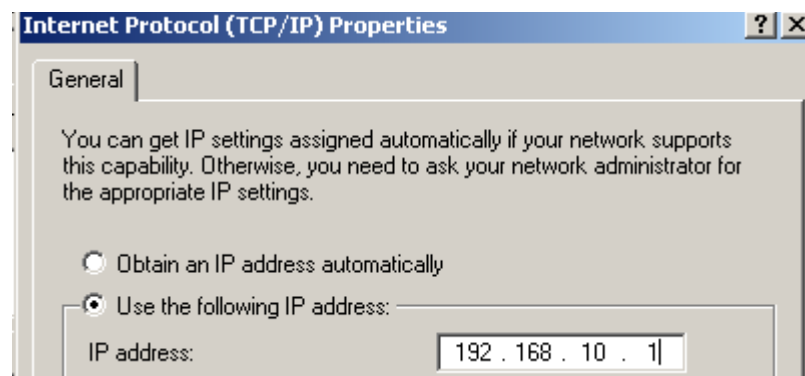 Internet Protocol (TCP/IP) Properties
General
You can get IP settings assigned automatically if your network supports
this capability. Otherwise, you need to ask your network administrator for
the appropriate IP settings.
Obtain an IP address automatically
Use the following IP address:
IP address: 192 . 168 . 10 . 1